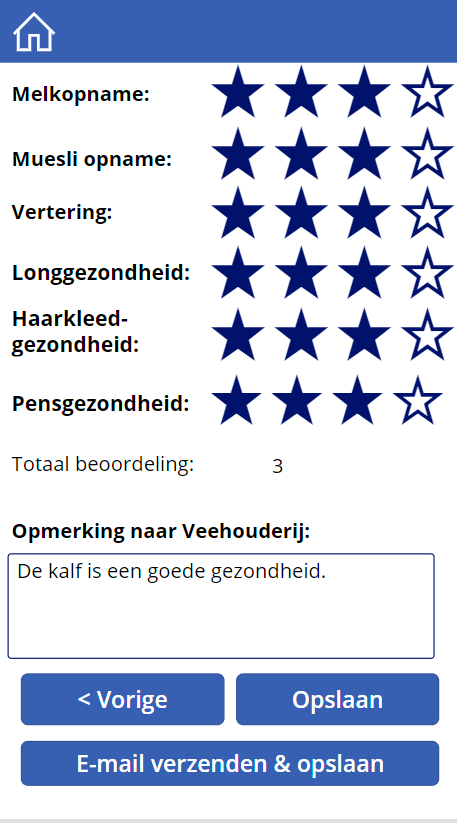 Melkopname:
Muesli opname:
Vertering:
Longgezondheid:
Haarkleed-
gezondheid:
Pensgezondheid:
Totaal beoordeling: 3
Opmerking naar Veehouderij:
De kalf is een goede gezondheid.
< Vorige Opslaan
E-mail verzenden & opslaan